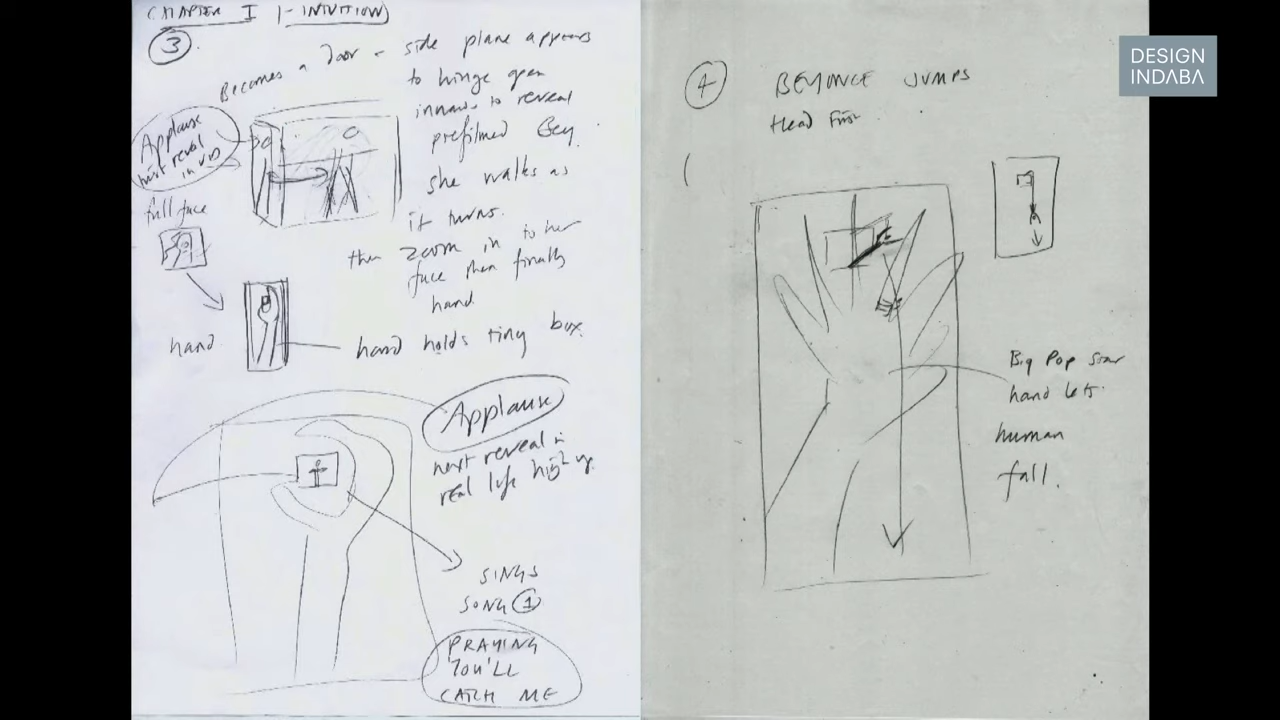 CHAPTER I (-INTUITION)
3.
Becomes a door - side plane appears
to hinge open
inwards to reveal
prefilmed Bey.
she walks as
it turns.
then zoom in to her
face then finally
hand
Applause
next reveal
in
full face
hand
hand holds tiny box.
Applause
next reveal in
real life high up.
SINGS
SONG 1
PRAYING
YOU'LL
CATCH ME
4 BEYONCE JUMPS
Head First.
Big Pop Star
hand lets
human
fall.
DESIGN
INDABA